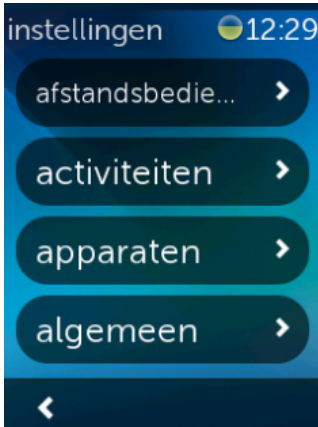 instellingen 12:29
afstandsbedie...
activiteiten
apparaten
algemeen